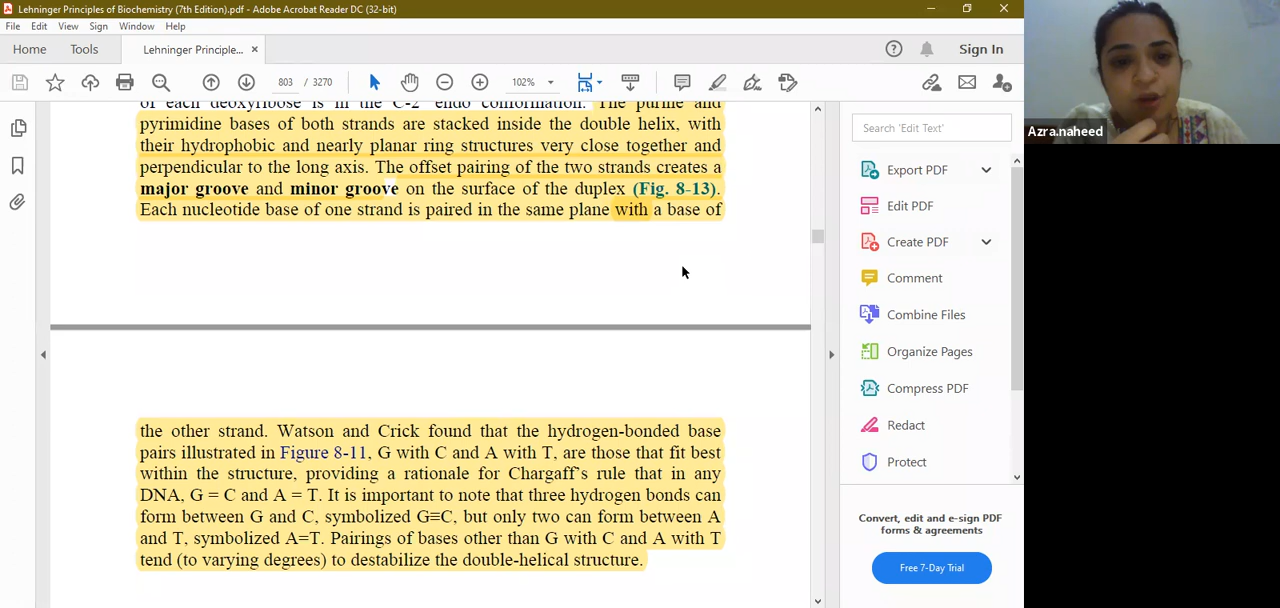 Lehninger Principles of Biochemistry (7th Edition).pdf - Adobe Acrobat Reader DC (32-bit)
File Edit View Sign Window Help
Home Tools Lehninger Principle... × Sign In
803 / 3270 102%
of each deoxyribose is in the C-2′ endo conformation. The purine and
pyrimidine bases of both strands are stacked inside the double helix, with
their hydrophobic and nearly planar ring structures very close together and
perpendicular to the long axis. The offset pairing of the two strands creates a
major groove and minor groove on the surface of the duplex (Fig. 8-13).
Each nucleotide base of one strand is paired in the same plane with a base of
the other strand. Watson and Crick found that the hydrogen-bonded base
pairs illustrated in Figure 8-11, G with C and A with T, are those that fit best
within the structure, providing a rationale for Chargaff's rule that in any
DNA, G = C and A = T. It is important to note that three hydrogen bonds can
form between G and C, symbolized G≡C, but only two can form between A
and T, symbolized A=T. Pairings of bases other than G with C and A with T
tend (to varying degrees) to destabilize the double-helical structure.
Search 'Edit Text'
Export PDF
Edit PDF
Create PDF
Comment
Combine Files
Organize Pages
Compress PDF
Redact
Protect
Convert, edit and e-sign PDF
forms & agreements
Free 7-Day Trial
Azra.naheed